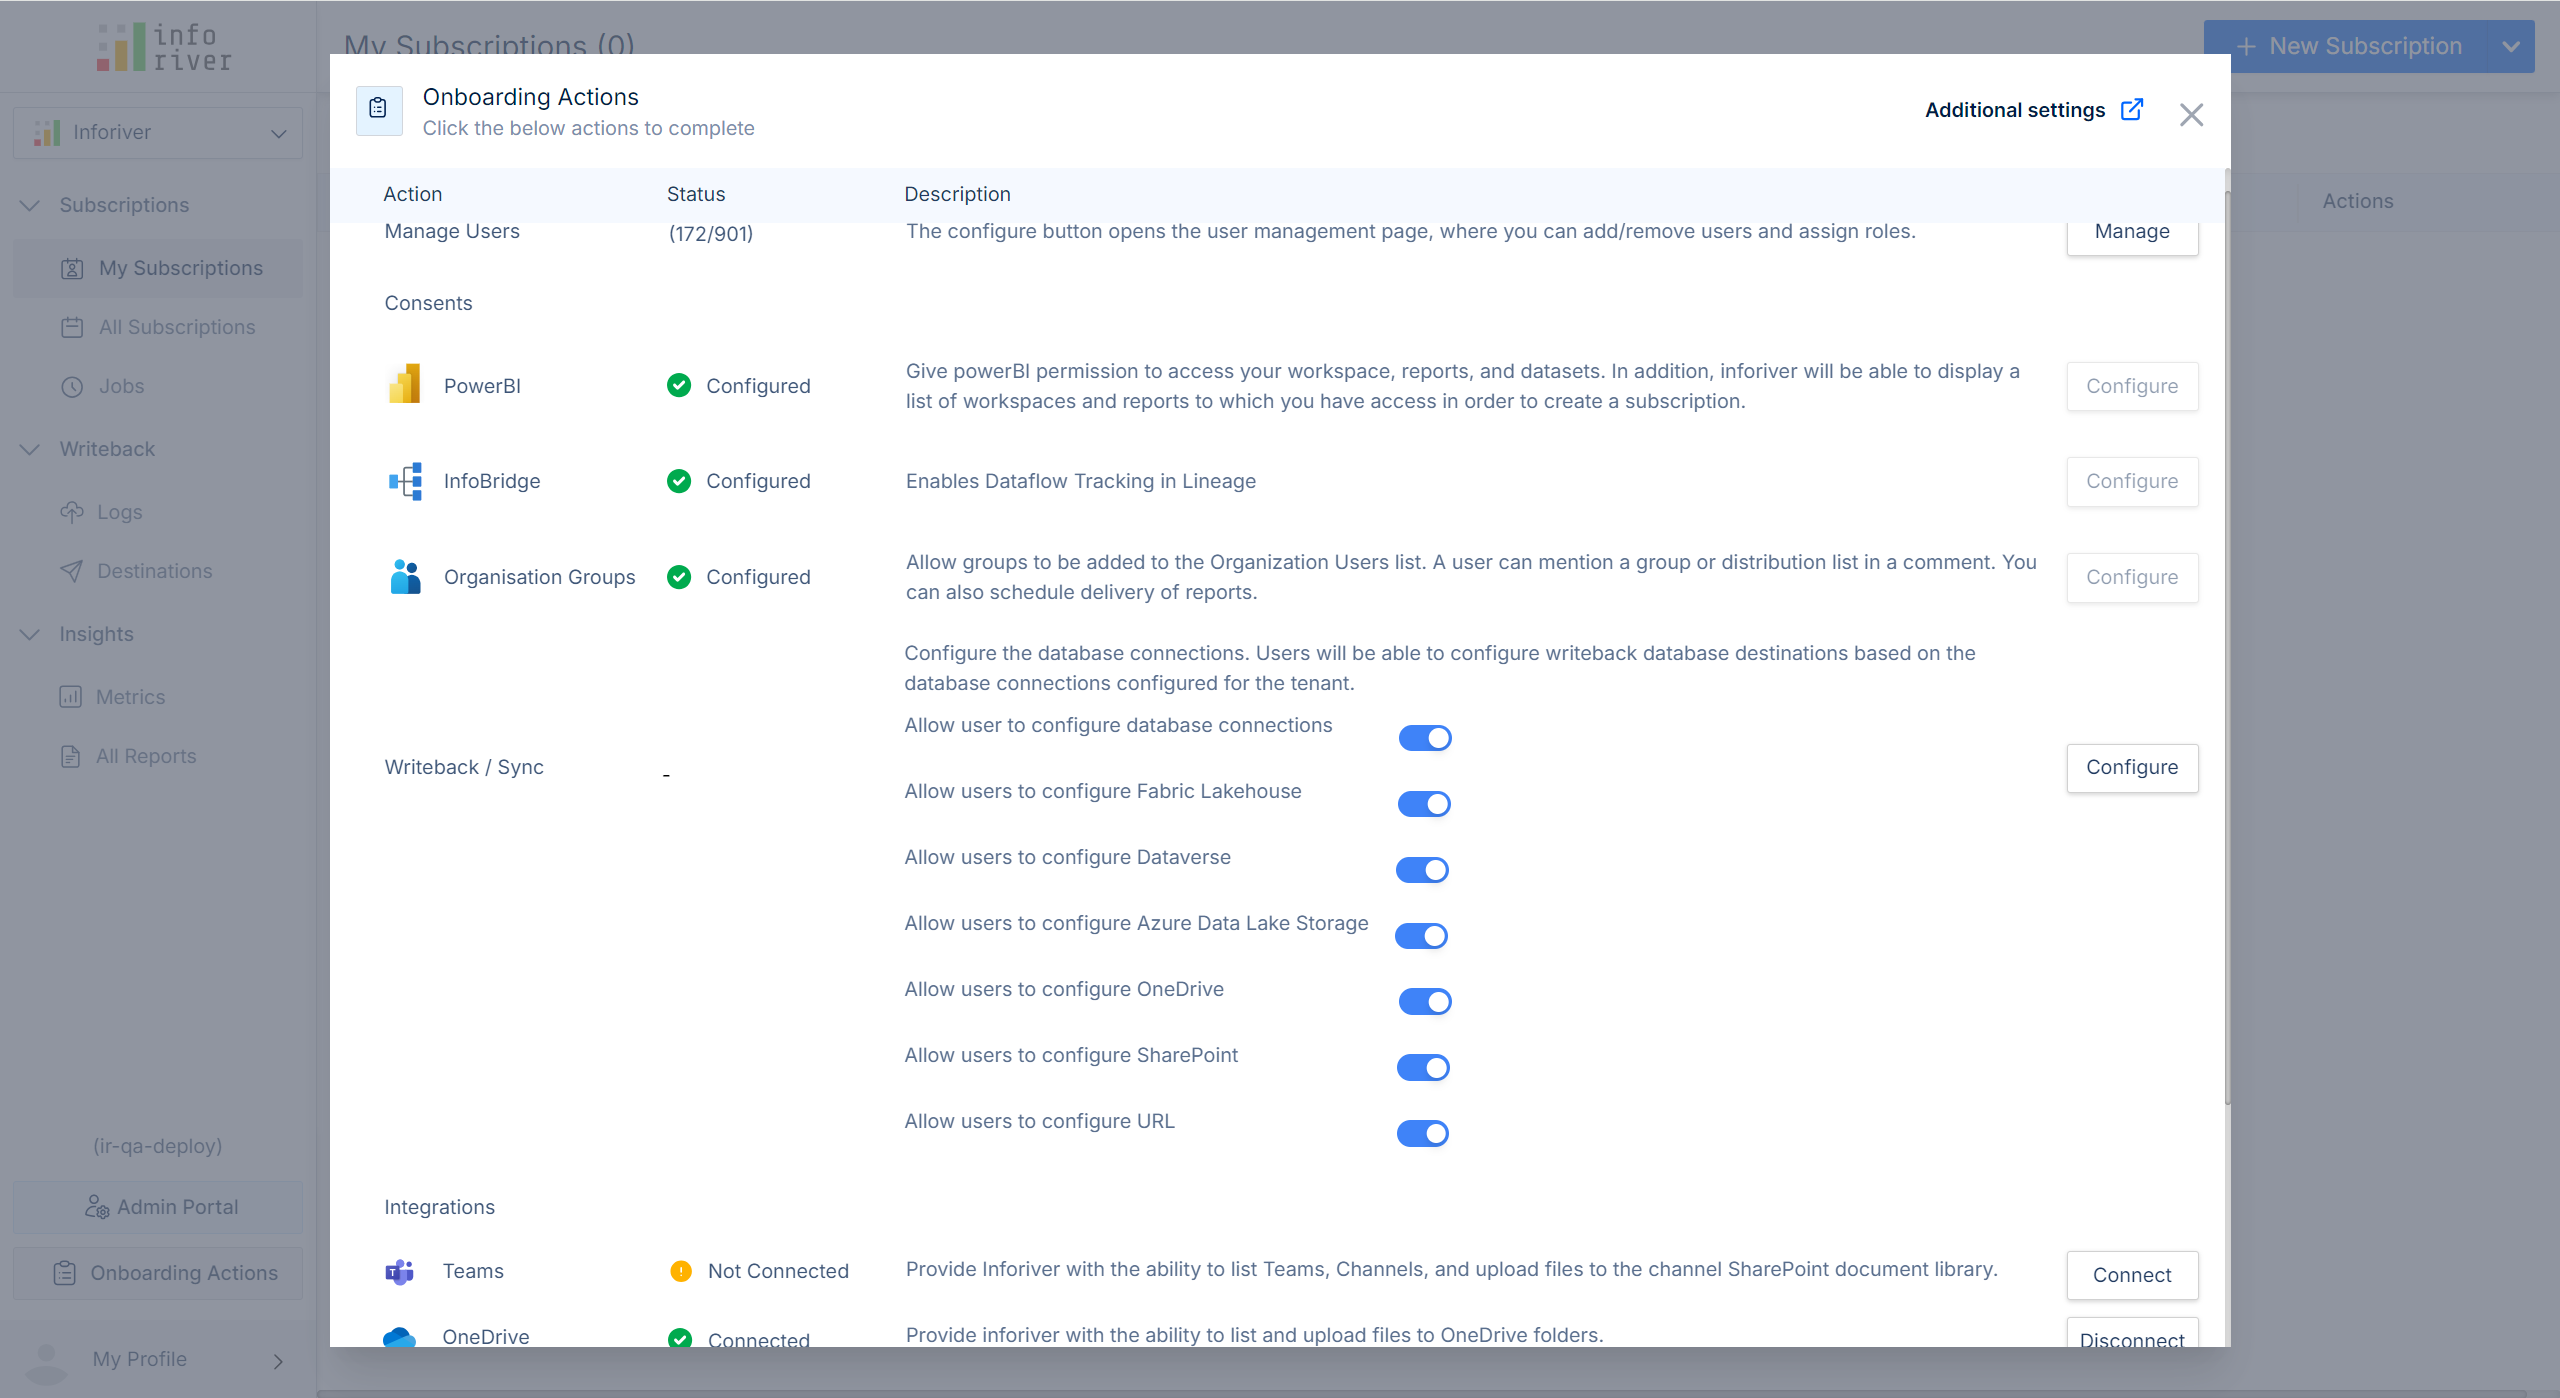 info
river
My Subscriptions (0)
New Subscription
Inforiver
Subscriptions
My Subscriptions
All Subscriptions
Jobs
Writeback
Logs
Destinations
Insights
Metrics
All Reports
(ir-qa-deploy)
Admin Portal
Onboarding Actions
My Profile
Actions
Onboarding Actions
Click the below actions to complete
Additional settings
Action Status Description
Manage Users (172/901) The configure button opens the user management page, where you can add/remove users and assign roles. Manage
Consents
PowerBI Configured Give powerBI permission to access your workspace, reports, and datasets. In addition, inforiver will be able to display a
list of workspaces and reports to which you have access in order to create a subscription. Configure
InfoBridge Configured Enables Dataflow Tracking in Lineage Configure
Organisation Groups Configured Allow groups to be added to the Organization Users list. A user can mention a group or distribution list in a comment. You
can also schedule delivery of reports. Configure
Configure the database connections. Users will be able to configure writeback database destinations based on the
database connections configured for the tenant.
Allow user to configure database connections
Writeback / Sync - Configure
Allow users to configure Fabric Lakehouse
Allow users to configure Dataverse
Allow users to configure Azure Data Lake Storage
Allow users to configure OneDrive
Allow users to configure SharePoint
Allow users to configure URL
Integrations
Teams Not Connected Provide Inforiver with the ability to list Teams, Channels, and upload files to the channel SharePoint document library. Connect
OneDrive Connected Provide inforiver with the ability to list and upload files to OneDrive folders. Disconnect